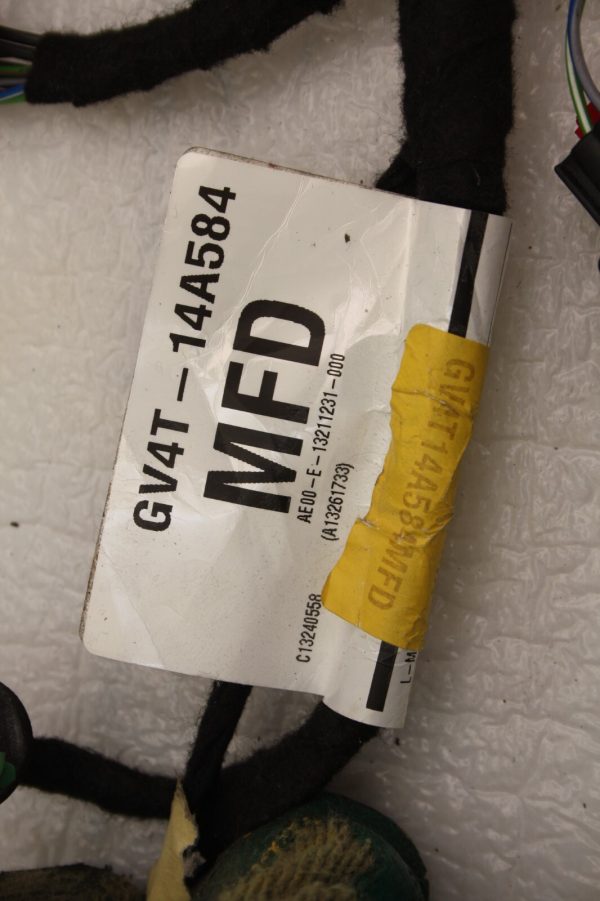 GV4T-14A584
MFD
AE00-E-13211231-000
(A13261733)
C13240558
GV4T14A584MFD
L-M